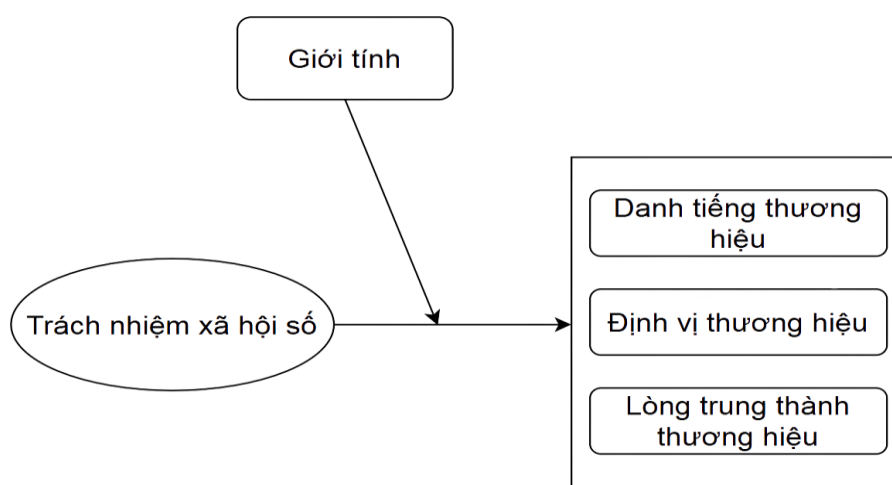 Giới tính
Danh tiếng thương
hiệu
Trách nhiệm xã hội số
Định vị thương hiệu
Lòng trung thành
thương hiệu